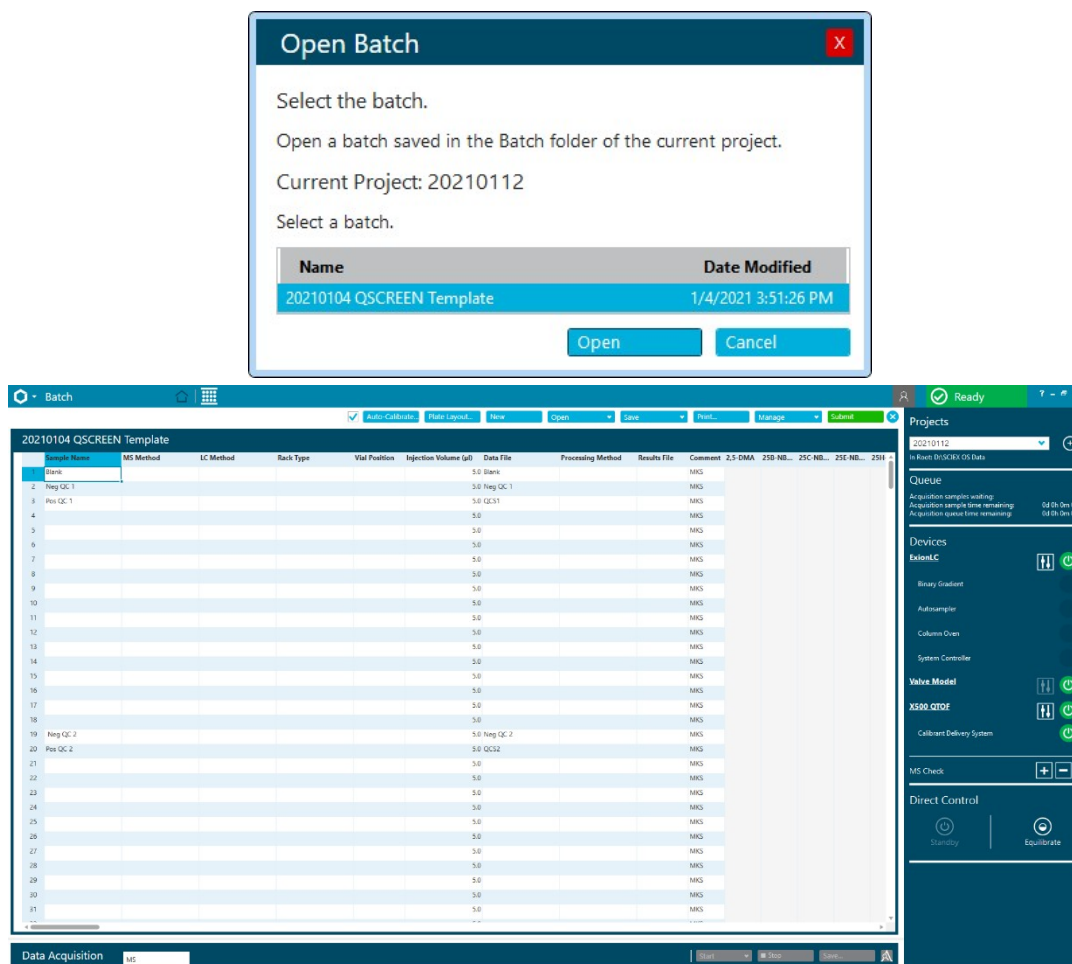 Open Batch
X
Select the batch.
Open a batch saved in the Batch folder of the current project.
Current Project: 20210112
Select a batch.
Name Date Modified
20210104 QSCREEN Template 1/4/2021 3:51:26 PM
Open Cancel
Batch Ready ? - 
Auto-Calibrate... Plate Layout... New Open Save Print... Manage Submit
Projects
20210112
In Root: D:\SCIEX OS Data
Queue
Acquisition samples waiting:
Acquisition sample time remaining: 0d 0h 0m
Acquisition queue time remaining: 0d 0h 0m
Devices
ExionLC
Binary Gradient
Autosampler
Column Oven
System Controller
Valve Model
X500 QTOF
Calibrant Delivery System
MS Check
Direct Control
Standby Equilibrate
20210104 QSCREEN Template
Sample Name MS Method LC Method Rack Type Vial Position Injection Volume (µl) Data File Processing Method Results File Comment 2,5-DMA 25B-NB... 25C-NB... 25E-NB... 25H-
1 Blank 5.0 Blank MKS
2 Neg QC 1 5.0 Neg QC 1 MKS
3 Pos QC 1 5.0 QCS1 MKS
4 5.0 MKS
5 5.0 MKS
6 5.0 MKS
7 5.0 MKS
8 5.0 MKS
9 5.0 MKS
10 5.0 MKS
11 5.0 MKS
12 5.0 MKS
13 5.0 MKS
14 5.0 MKS
15 5.0 MKS
16 5.0 MKS
17 5.0 MKS
18 5.0 MKS
19 Neg QC 2 5.0 Neg QC 2 MKS
20 Pos QC 2 5.0 QCS2 MKS
21 5.0 MKS
22 5.0 MKS
23 5.0 MKS
24 5.0 MKS
25 5.0 MKS
26 5.0 MKS
27 5.0 MKS
28 5.0 MKS
29 5.0 MKS
30 5.0 MKS
31 5.0 MKS
Data Acquisition MS Start Stop Save...